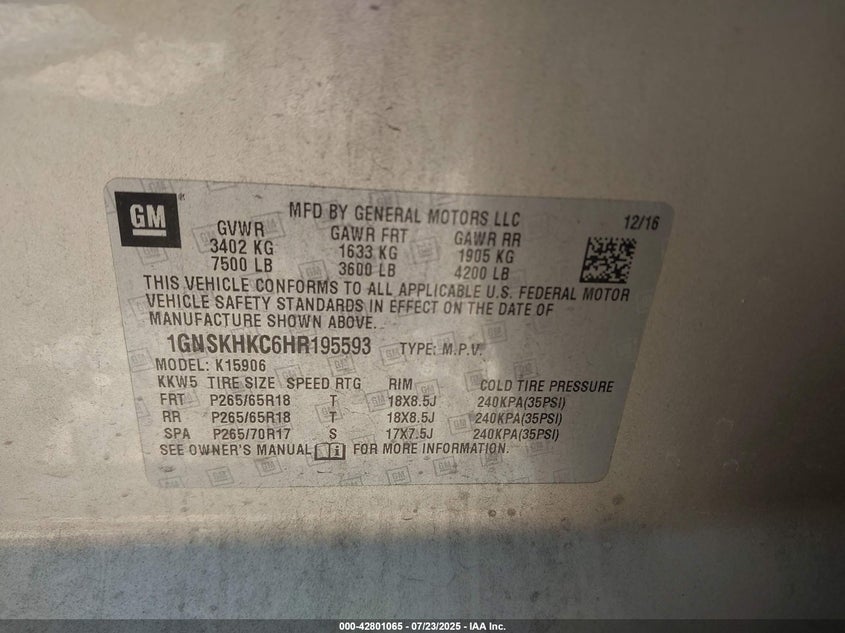 GM
MFD BY GENERAL MOTORS LLC 12/16
GVWR GAWR FRT GAWR RR
3402 KG 1633 KG 1905 KG
7500 LB 3600 LB 4200 LB
THIS VEHICLE CONFORMS TO ALL APPLICABLE U.S. FEDERAL MOTOR
VEHICLE SAFETY STANDARDS IN EFFECT ON THE DATE OF
MANUFACTURE SHOWN ABOVE.
1GNSKHKC6HR195593 TYPE: M.P.V.
MODEL: K15906
KKW5 TIRE SIZE SPEED RTG RIM COLD TIRE PRESSURE
FRT P265/65R18 T 18X8.5J 240KPA(35PSI)
RR P265/65R18 T 18X8.5J 240KPA(35PSI)
SPA P265/70R17 S 17X7.5J 240KPA(35PSI)
SEE OWNER'S MANUAL FOR MORE INFORMATION.
000-42801065 - 07/23/2025 - IAA Inc.